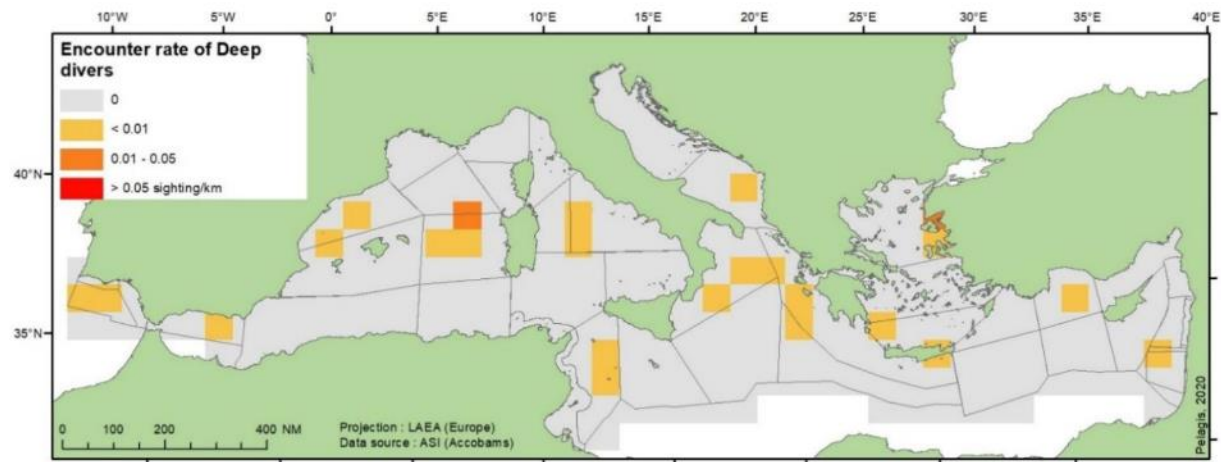 10°W 5°W 0° 5°E 10°E 15°E 20°E 25°E 30°E 35°E 40°E
Encounter rate of Deep
divers
0
< 0.01
0.01 - 0.05
> 0.05 sighting/km
40°N
40°N
35°N
35°N
0 100 200 400 NM
Projection : LAEA (Europe)
Data source : ASI (Accobams)
Pelagis, 2020